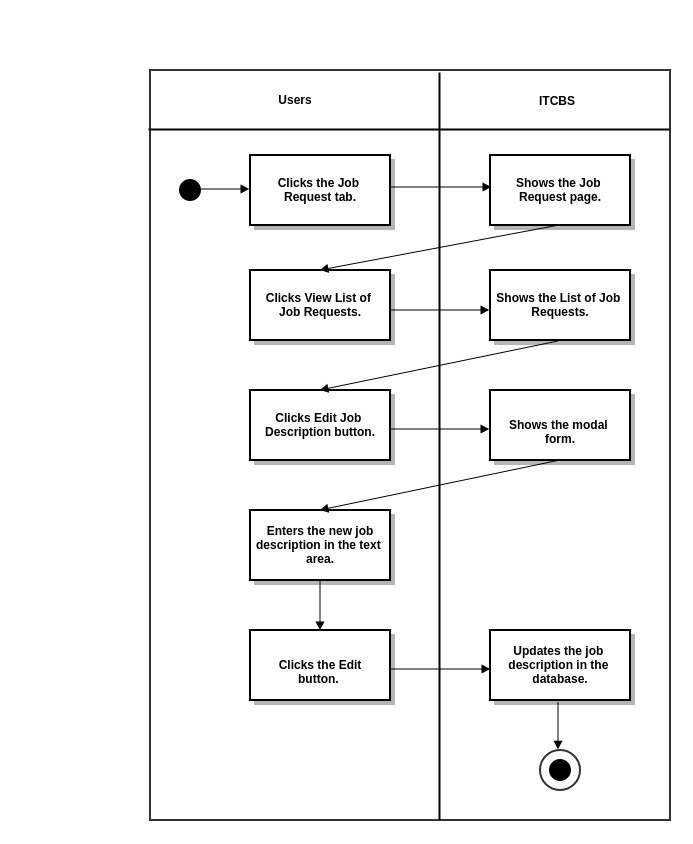 Users
ITCBS
Clicks the Job
Request tab.
Shows the Job
Request page.
Clicks View List of
Job Requests.
Shows the List of Job
Requests.
Clicks Edit Job
Description button.
Shows the modal
form.
Enters the new job
description in the text
area.
Clicks the Edit
button.
Updates the job
description in the
database.